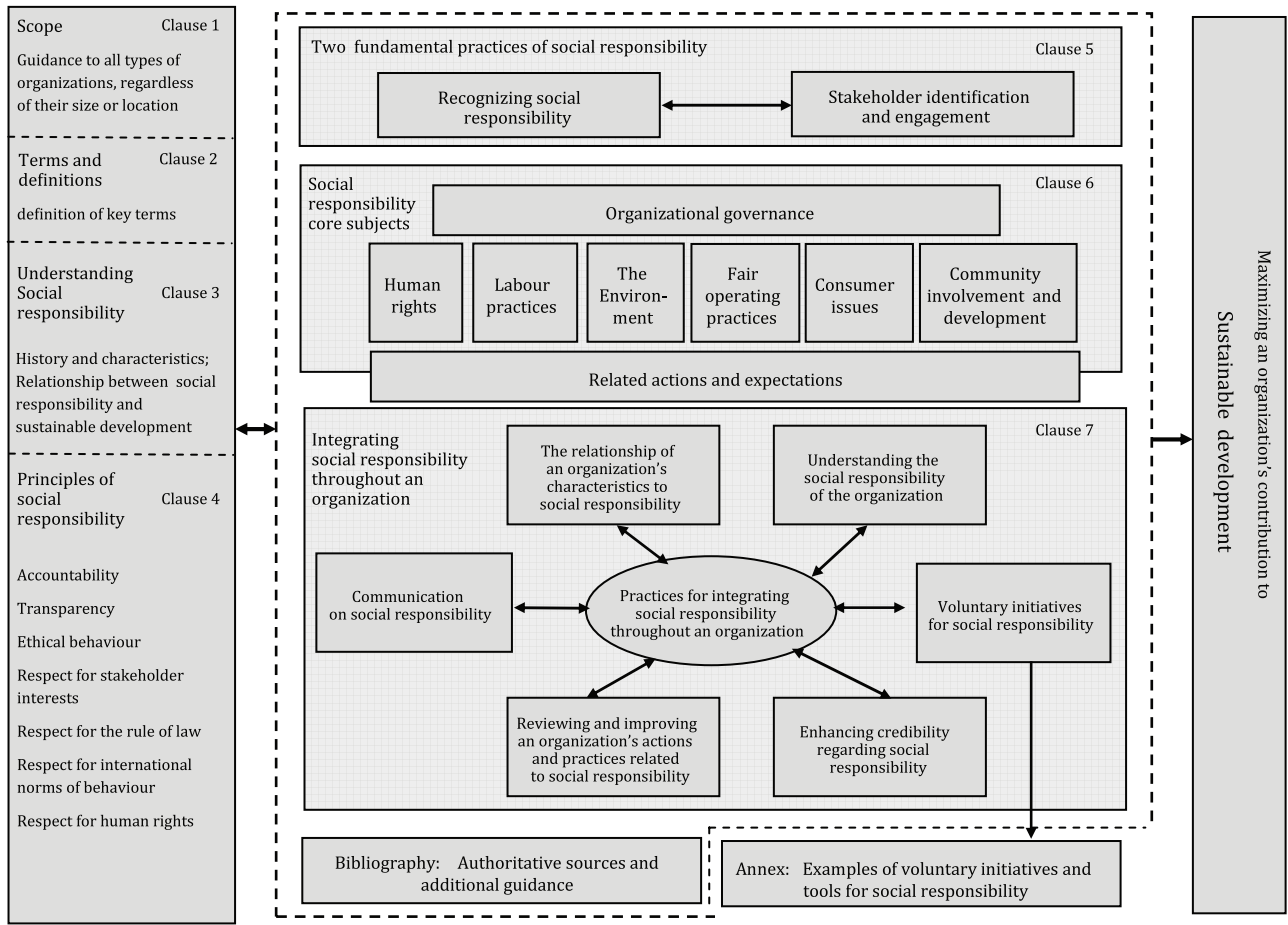 Scope Clause 1
Guidance to all types of
organizations, regardless
of their size or location
Terms and Clause 2
definitions
definition of key terms
Understanding
Social Clause 3
responsibility
History and characteristics;
Relationship between social
responsibility and
sustainable development
Principles of
social Clause 4
responsibility
Accountability
Transparency
Ethical behaviour
Respect for stakeholder
interests
Respect for the rule of law
Respect for international
norms of behaviour
Respect for human rights
Two fundamental practices of social responsibility Clause 5
Recognizing social
responsibility
Stakeholder identification
and engagement
Social
responsibility
core subjects
Clause 6
Organizational governance
Human
rights
Labour
practices
The
Environ-
ment
Fair
operating
practices
Consumer
issues
Community
involvement and
development
Related actions and expectations
Integrating
social responsibility
throughout an
organization
Clause 7
The relationship of
an organization's
characteristics to
social responsibility
Understanding the
social responsibility
of the organization
Communication
on social responsibility
Practices for integrating
social responsibility
throughout an organization
Voluntary initiatives
for social responsibility
Reviewing and improving
an organization's actions
and practices related
to social responsibility
Enhancing credibility
regarding social
responsibility
Bibliography: Authoritative sources and
additional guidance
Annex: Examples of voluntary initiatives and
tools for social responsibility
Maximizing an organization's contribution to
Sustainable development